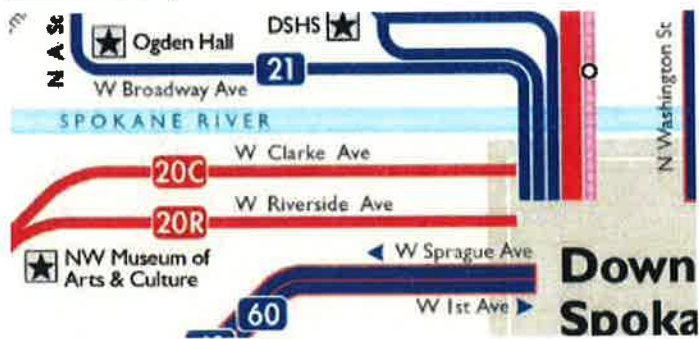 N A St
Ogden Hall
DSHS
21
W Broadway Ave
N Washington St
SPOKANE RIVER
W Clarke Ave
20C
W Riverside Ave
20R
NW Museum of
Arts & Culture
W Sprague Ave
Down
W 1st Ave
Spoka
60